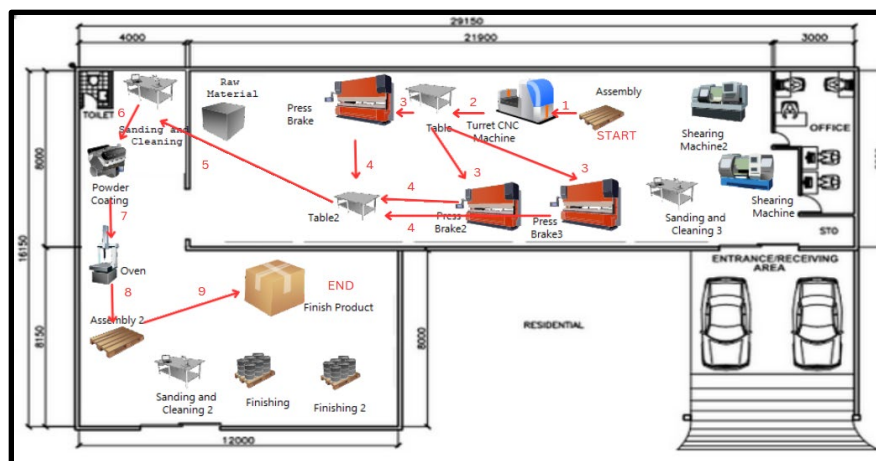 29150
4000
21900
3000
Raw
Material
Press
Brake
3
Table
2
Turret CNC
Machine
1
Assembly
START
Shearing
Machine2
OFFICE
TOILET
6
Sanding and
Cleaning
5
4
3
3
Powder
Coating
7
Table2
4
4
Press
Brake2
Press
Brake3
Sanding and
Cleaning 3
Shearing
Machine
STO
8000
16150
8150
Oven
8
9
END
Finish Product
Assembly 2
ENTRANCE/RECEIVING
AREA
RESIDENTIAL
8000
Sanding and
Cleaning 2
Finishing
Finishing 2
12000